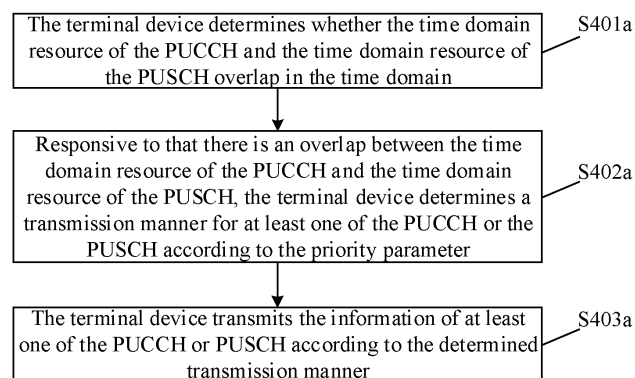 The terminal device determines whether the time domain
resource of the PUCCH and the time domain resource of
the PUSCH overlap in the time domain
S401a
Responsive to that there is an overlap between the time
domain resource of the PUCCH and the time domain
resource of the PUSCH, the terminal device determines a
transmission manner for at least one of the PUCCH or the
PUSCH according to the priority parameter
S402a
The terminal device transmits the information of at least
one of the PUCCH or PUSCH according to the determined
transmission manner
S403a